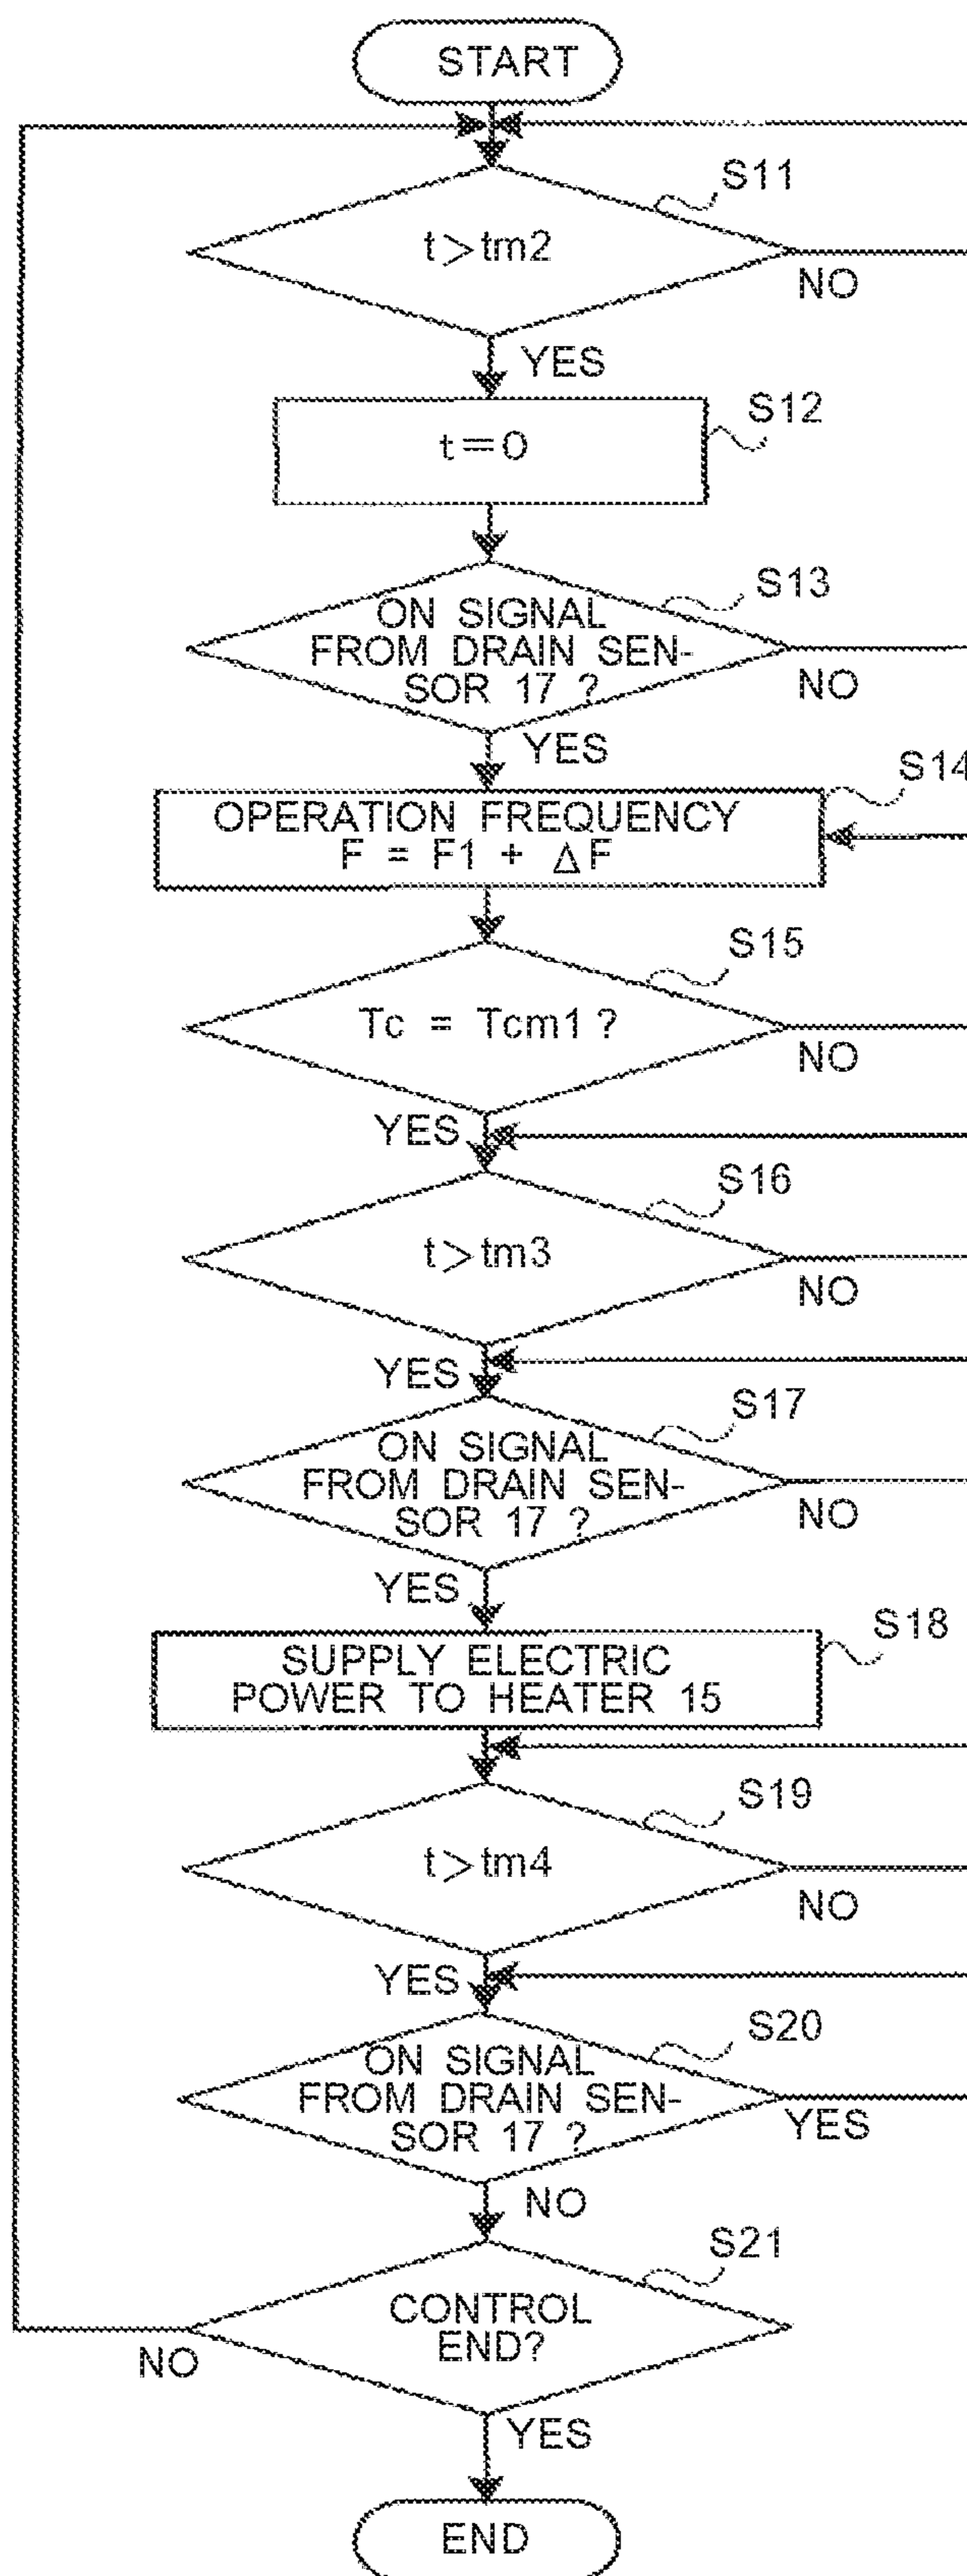 START
S11
t>tm2
NO
YES
S12
t=0
S13
ON SIGNAL
FROM DRAIN SEN-
SOR 17 ?
NO
YES
S14
OPERATION FREQUENCY
F = F1 + ΔF
S15
Tc = Tcm1?
NO
YES
S16
t>tm3
NO
YES
S17
ON SIGNAL
FROM DRAIN SEN-
SOR 17 ?
NO
YES
S18
SUPPLY ELECTRIC
POWER TO HEATER 15
S19
t>tm4
NO
YES
S20
ON SIGNAL
FROM DRAIN SEN-
SOR 17 ?
YES
NO
S21
CONTROL
END?
NO
YES
END